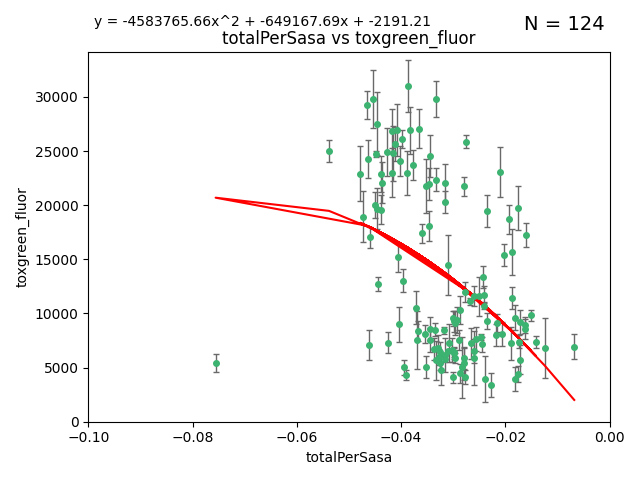 y = -4583765.66x^2 + -649167.69x + -2191.21
N = 124
totalPerSasa vs toxgreen_fluor
30000
25000
20000
15000
10000
5000
0
toxgreen_fluor
−0.10 −0.08 −0.06 −0.04 −0.02 0.00
totalPerSasa